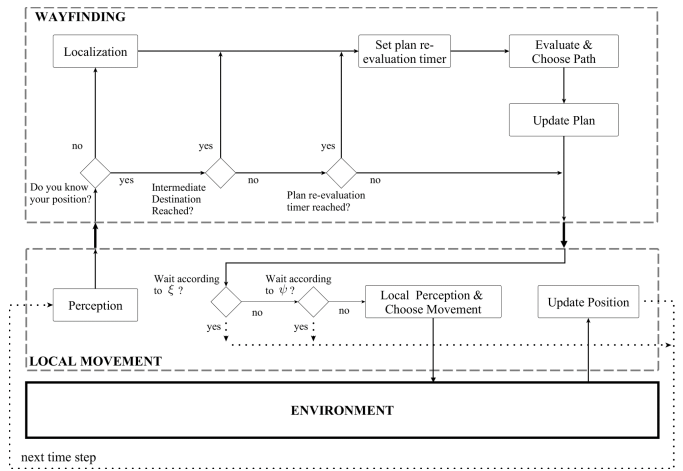 WAYFINDING
Localization
Set plan re-
evaluation timer
Evaluate &
Choose Path
Update Plan
no
yes
yes
Do you know
your position?
yes
Intermediate
Destination
Reached?
no
Plan re-evaluation
timer reached?
no
Perception
Wait according
to ξ ?
yes
no
Wait according
to ψ ?
yes
no
Local Perception &
Choose Movement
Update Position
LOCAL MOVEMENT
ENVIRONMENT
next time step